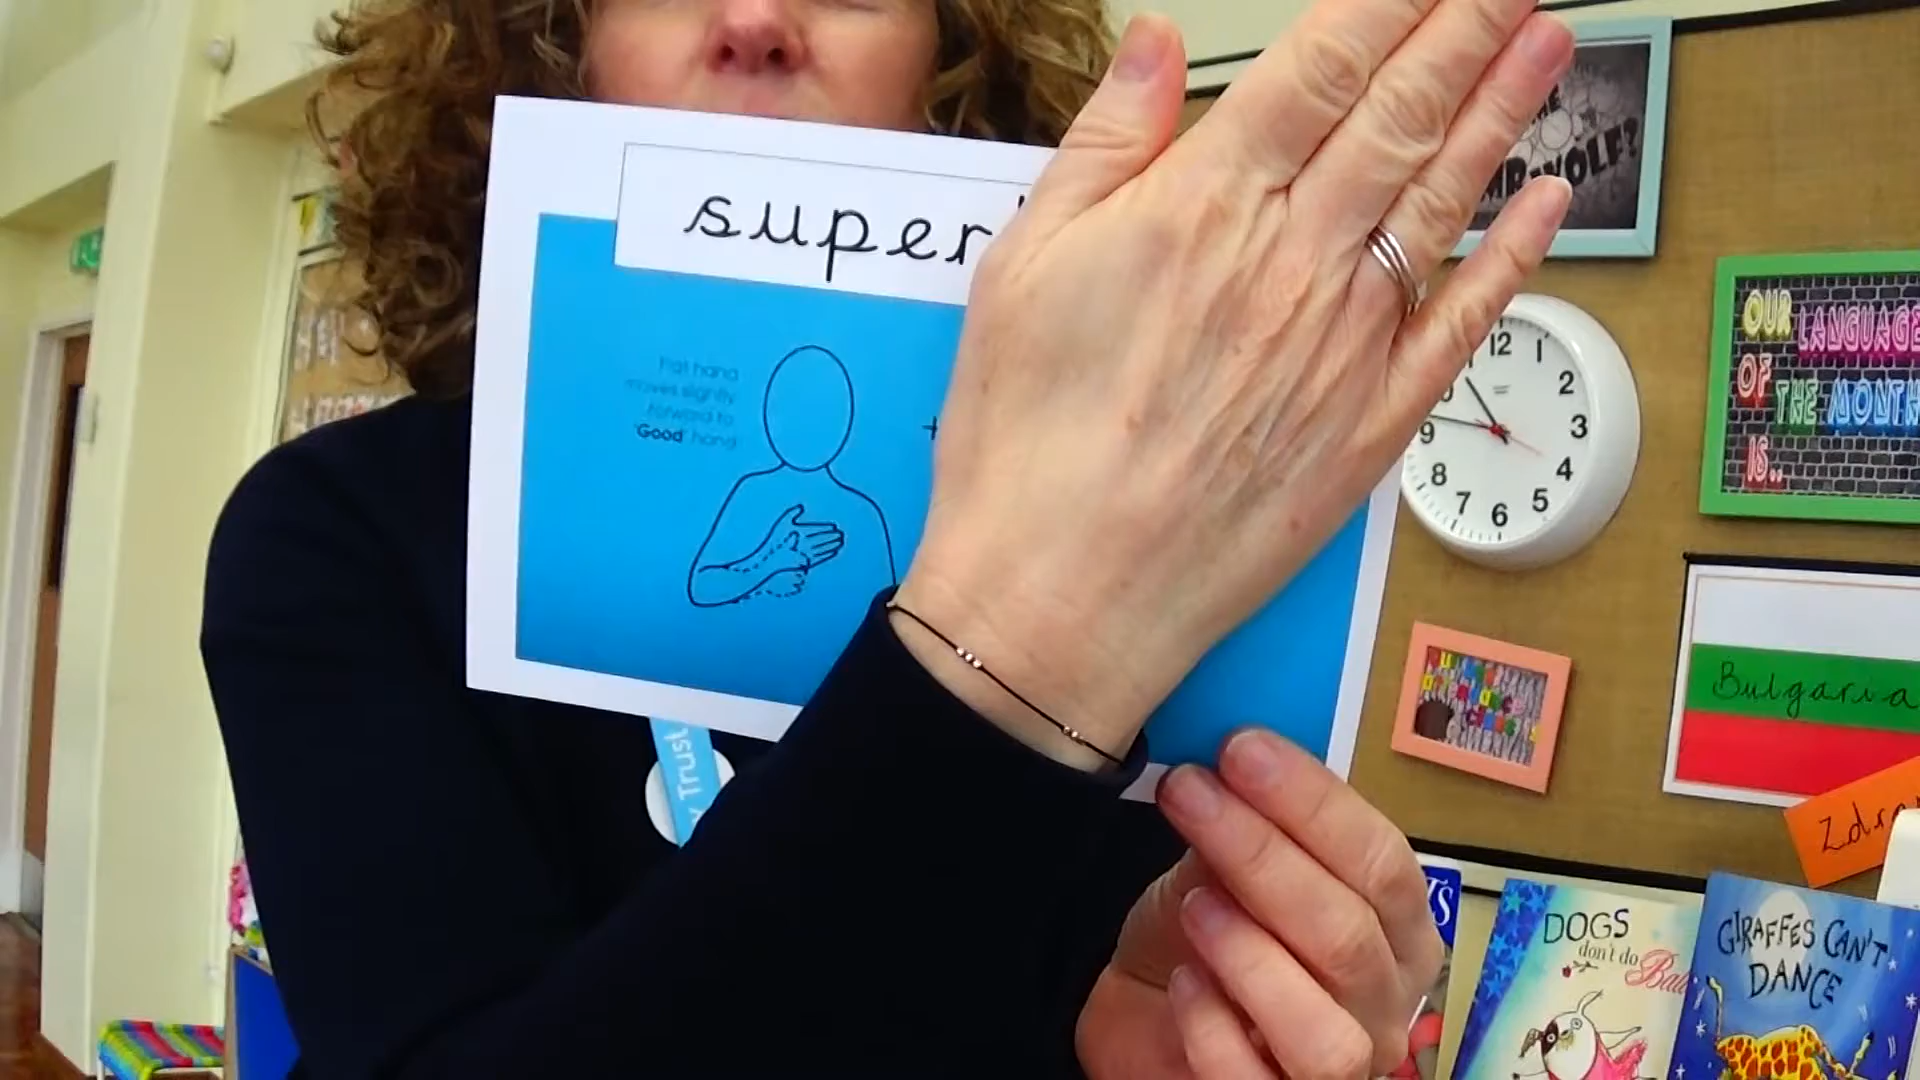 super
Flat hand
moves slightly
forward to
'Good' hand
+
WOLF?
12
1
2
3
4
5
6
7
8
9
OUR LANGUAGE
OF THE MONTH
IS..
Bulgaria
Trust
DOGS
don't do
GIRAFFES CAN'T
DANCE